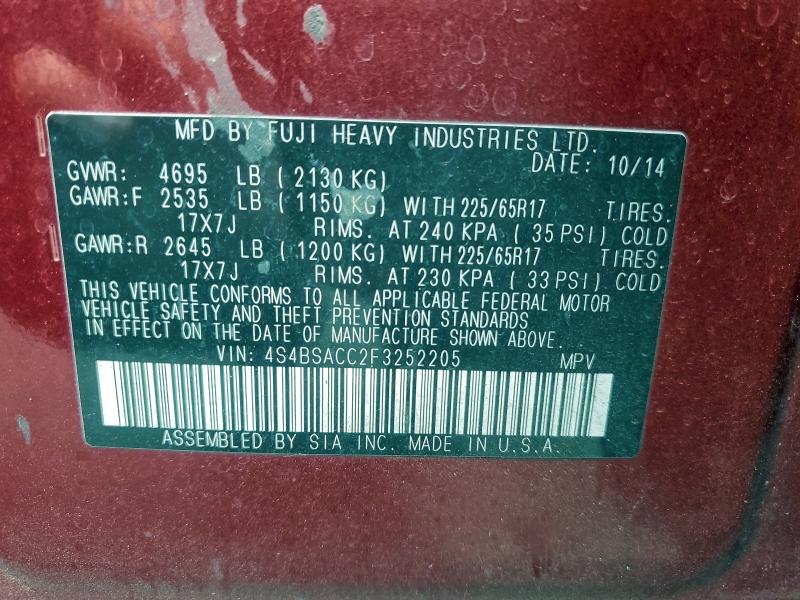 MFD BY FUJI HEAVY INDUSTRIES LTD.
DATE: 10/14
GVWR: 4695 LB ( 2130 KG)
GAWR:F 2535 LB ( 1150 KG) WITH 225/65R17 TIRES.
17X7J RIMS. AT 240 KPA ( 35 PSI) COLD
GAWR:R 2645 LB ( 1200 KG) WITH 225/65R17 TIRES.
17X7J RIMS. AT 230 KPA ( 33 PSI) COLD
THIS VEHICLE CONFORMS TO ALL APPLICABLE FEDERAL MOTOR
VEHICLE SAFETY AND THEFT PREVENTION STANDARDS
IN EFFECT ON THE DATE OF MANUFACTURE SHOWN ABOVE.
VIN: 4S4BSACC2F3252205 MPV
ASSEMBLED BY SIA INC. MADE IN U.S.A.